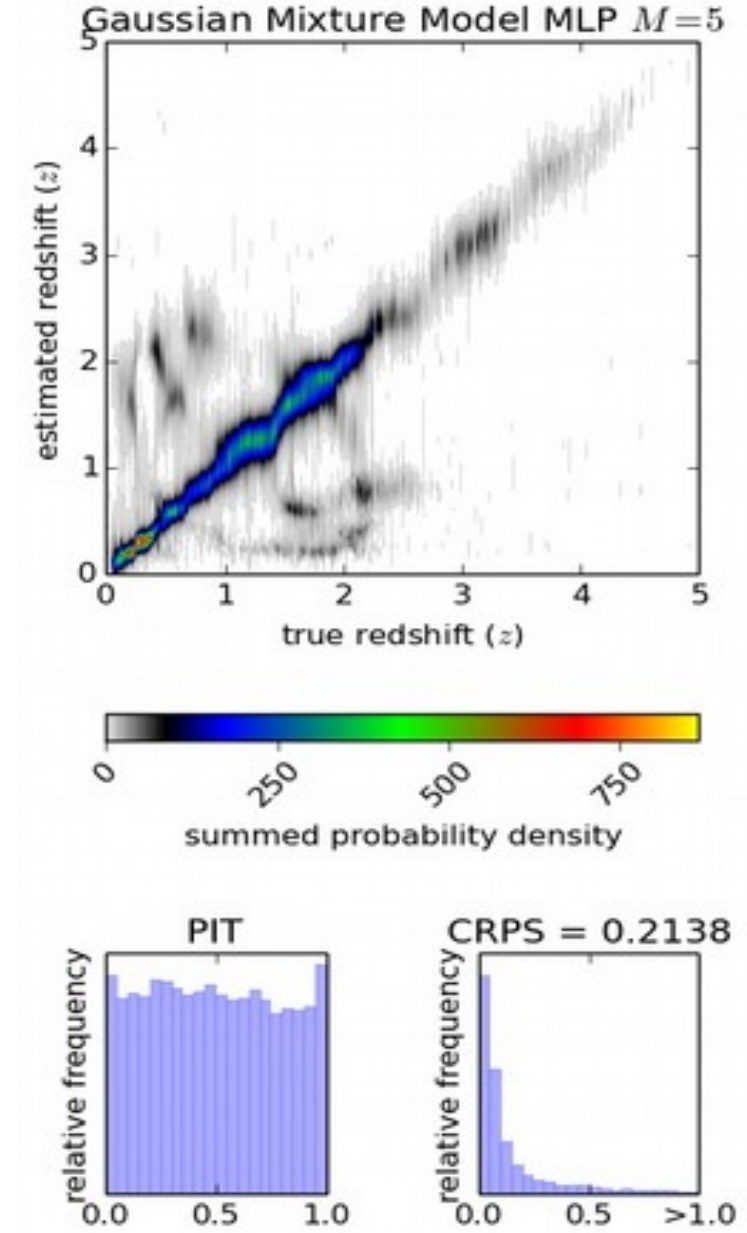 Gaussian Mixture Model MLP M=5
5
4
3
2
1
0
estimated redshift (z)
0 1 2 3 4 5
true redshift (z)
0 250 500 750
summed probability density
PIT
relative frequency
0.0 0.5 1.0
CRPS = 0.2138
relative frequency
0.0 0.5 >1.0